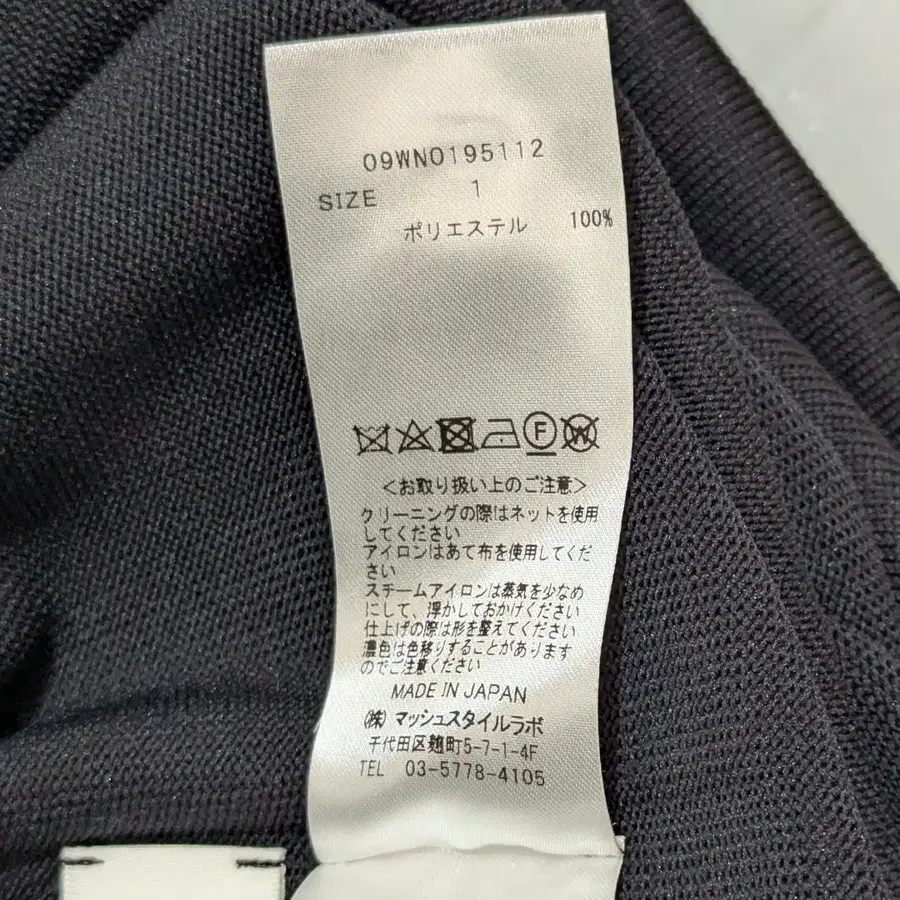 09WNO195112
SIZE 1
ポリエステル 100%
F W
<お取り扱い上のご注意>
クリーニングの際はネットを使用
してください
アイロンはあて布を使用してくだ
さい
スチームアイロンは蒸気を少なめ
にして、浮かしておかけください
仕上げの際は形を整えてください
濃色は色移りすることがあります
のでご注意ください
MADE IN JAPAN
㈱マッシュスタイルラボ
千代田区麹町5-7-1-4F
TEL 03-5778-4105